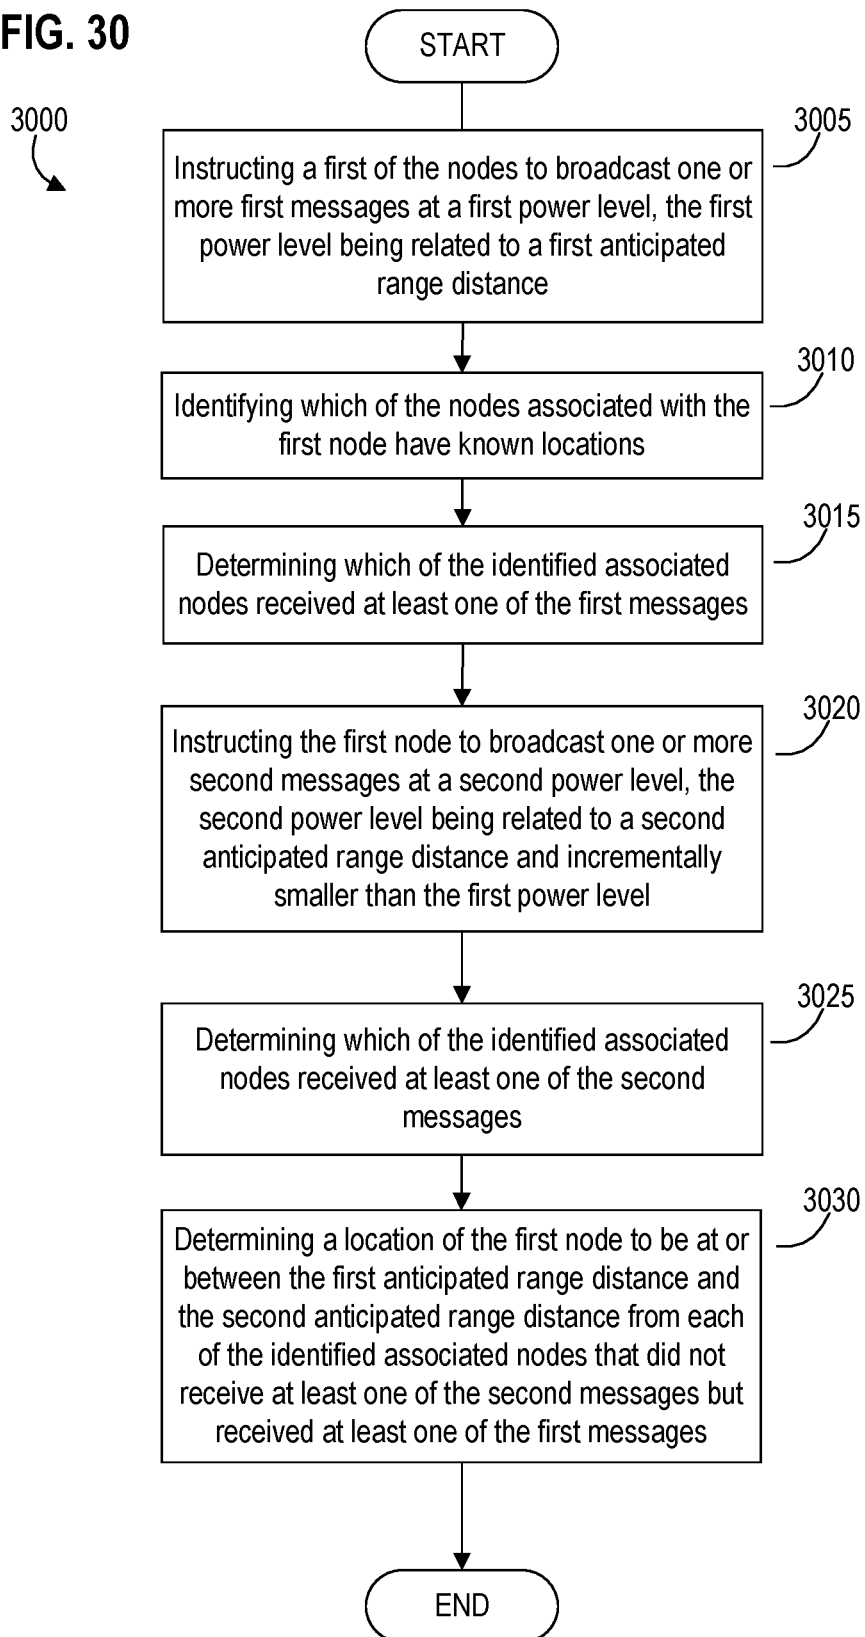 FIG. 30
START
3000
3005
Instructing a first of the nodes to broadcast one or
more first messages at a first power level, the first
power level being related to a first anticipated
range distance
3010
Identifying which of the nodes associated with the
first node have known locations
3015
Determining which of the identified associated
nodes received at least one of the first messages
3020
Instructing the first node to broadcast one or more
second messages at a second power level, the
second power level being related to a second
anticipated range distance and incrementally
smaller than the first power level
3025
Determining which of the identified associated
nodes received at least one of the second
messages
3030
Determining a location of the first node to be at or
between the first anticipated range distance and
the second anticipated range distance from each
of the identified associated nodes that did not
receive at least one of the second messages but
received at least one of the first messages
END